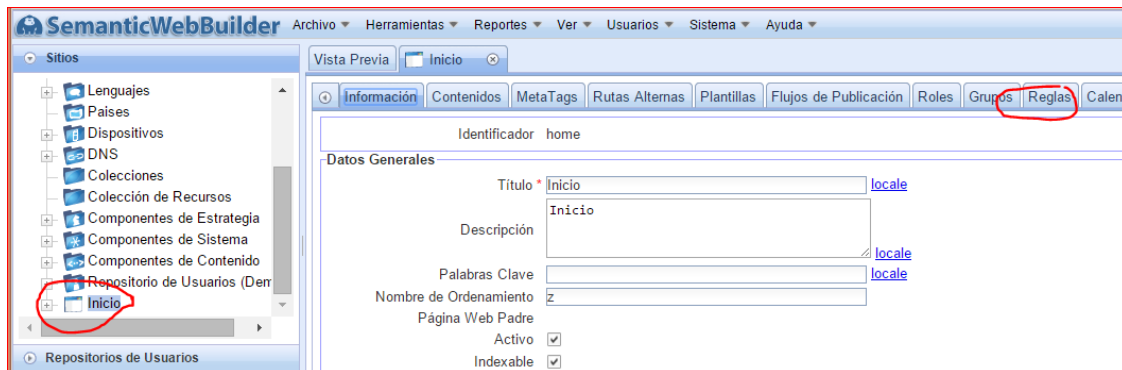 SemanticWebBuilder Archivo Herramientas Reportes Ver Usuarios Sistema Ayuda
Sitios
Lenguajes
Paises
Dispositivos
DNS
Colecciones
Colección de Recursos
Componentes de Estrategia
Componentes de Sistema
Componentes de Contenido
Repositorio de Usuarios (Dem
Inicio
Repositorios de Usuarios
Vista Previa Inicio
Información Contenidos MetaTags Rutas Alternas Plantillas Flujos de Publicación Roles Grupos Reglas Calen
Identificador home
Datos Generales
Título * Inicio locale
Descripción Inicio locale
Palabras Clave locale
Nombre de Ordenamiento z
Página Web Padre
Activo
Indexable